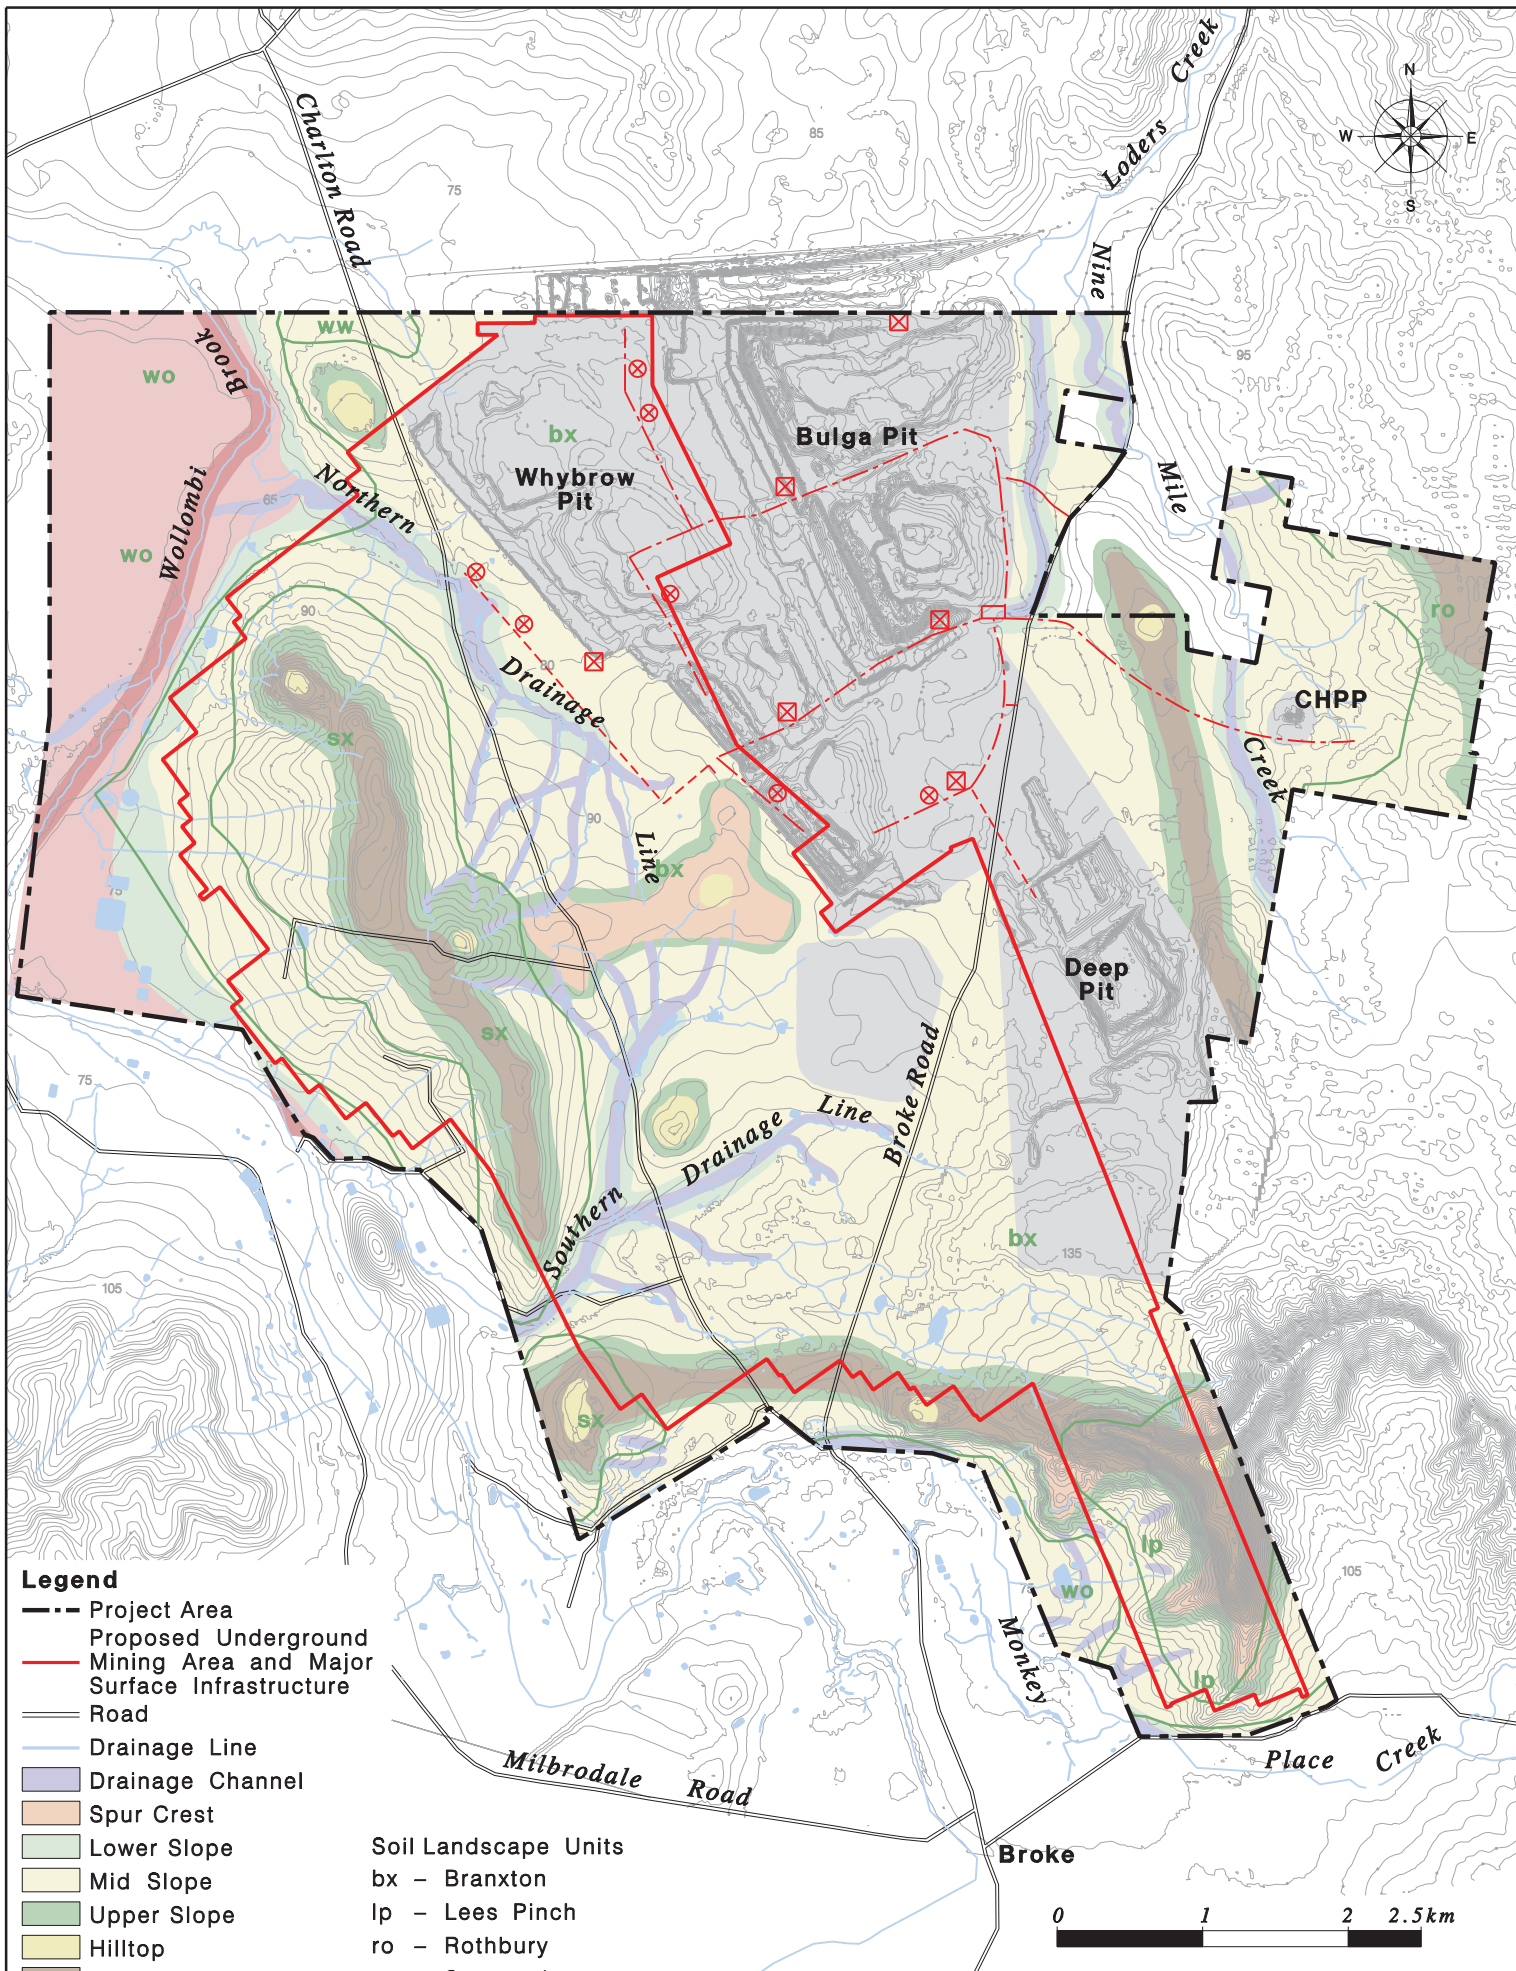 Loders Creek
Charlton Road
N
W E
S
85
75
Nine
ww
Brook
wo
95
bx
Bulga Pit
Whybrow
Pit
Northern
65
Mile
Wollombi
wo
90
ro
80
Drainage
CHPP
sx
Creek
90
Line
bx
75
Deep
Pit
sx
75
Broke Road
Drainage Line
Southern
bx
135
105
sx
lp
105
wo
75
Monkey
lp
Place Creek
Milbrodale Road
Broke
Legend
Project Area
Proposed Underground
Mining Area and Major
Surface Infrastructure
Road
Drainage Line
Drainage Channel
Spur Crest
Lower Slope
Mid Slope
Upper Slope
Hilltop
Soil Landscape Units
bx – Branxton
lp – Lees Pinch
ro – Rothbury
0 1 2 2.5km